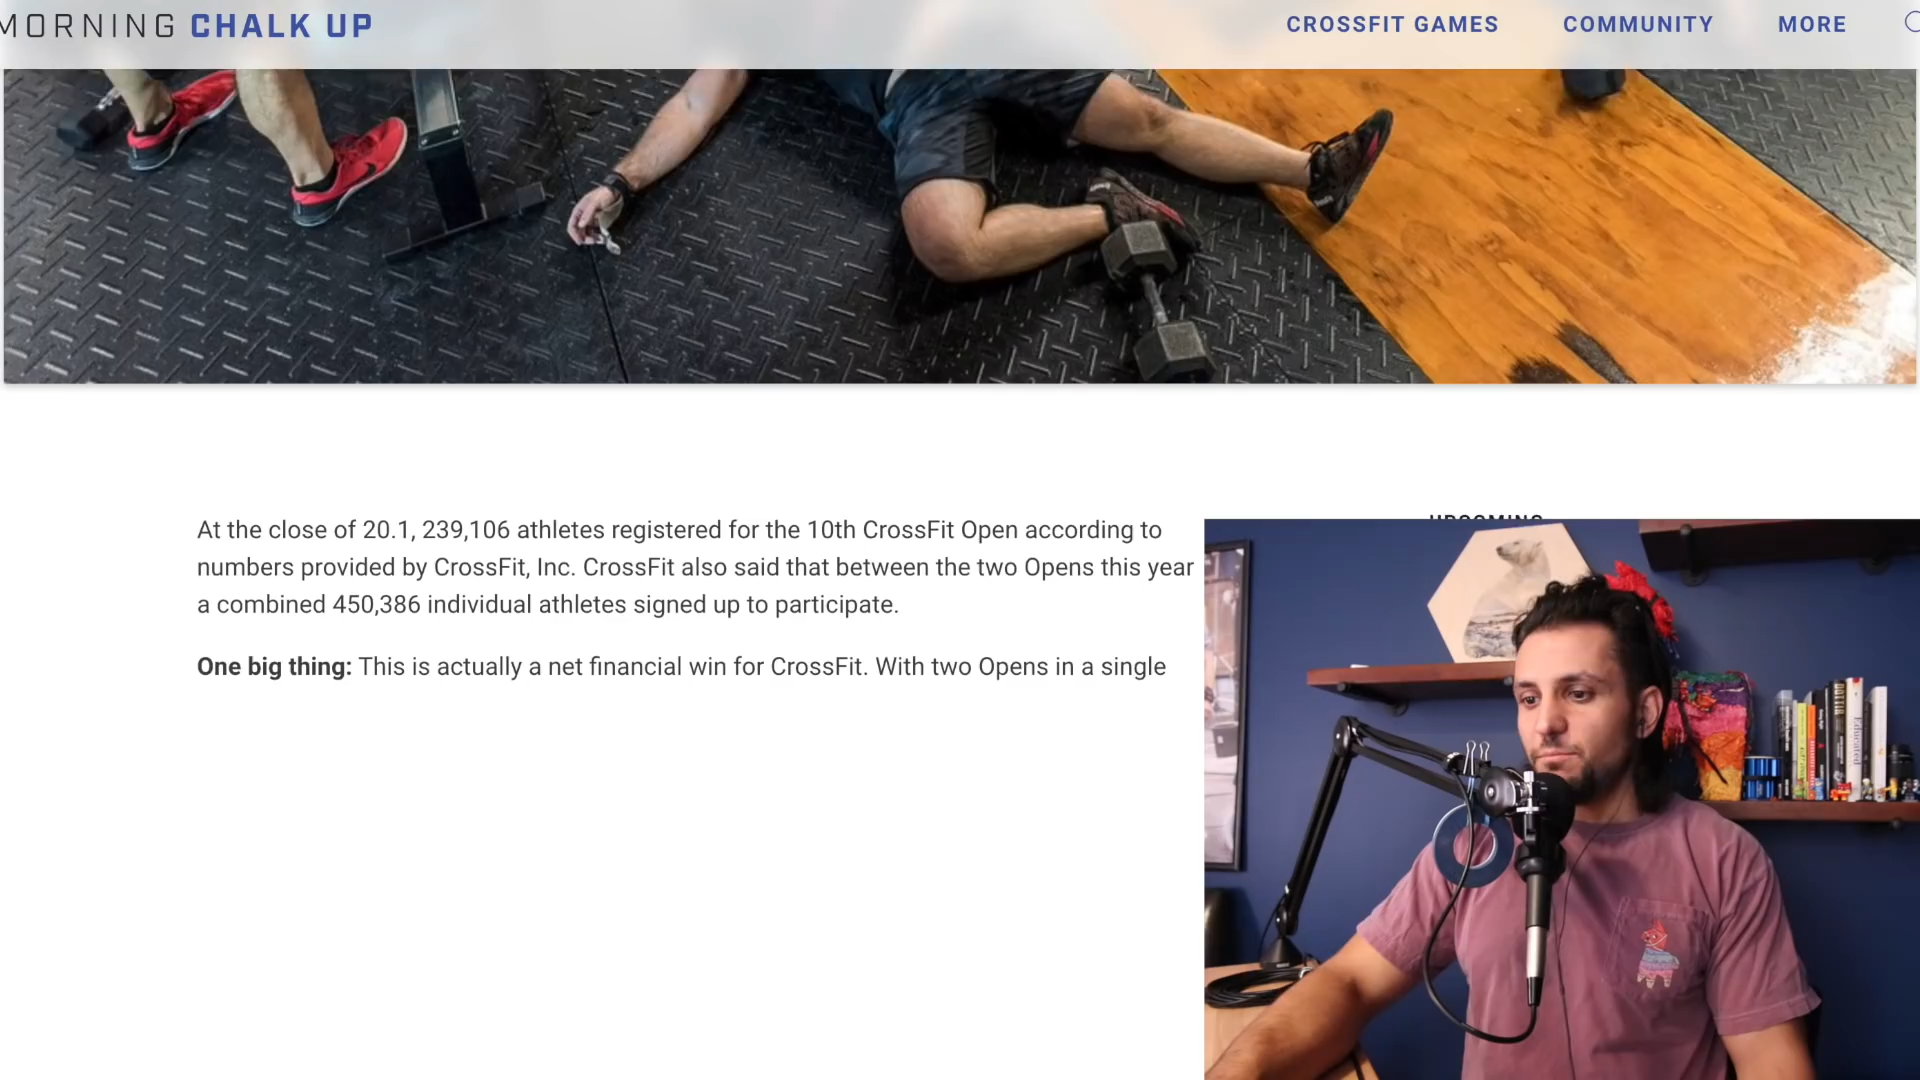 MORNING CHALK UP
CROSSFIT GAMES
COMMUNITY
MORE
At the close of 20.1, 239,106 athletes registered for the 10th CrossFit Open according to
numbers provided by CrossFit, Inc. CrossFit also said that between the two Opens this year
a combined 450,386 individual athletes signed up to participate.
One big thing: This is actually a net financial win for CrossFit. With two Opens in a single
UPCOMING
Educated